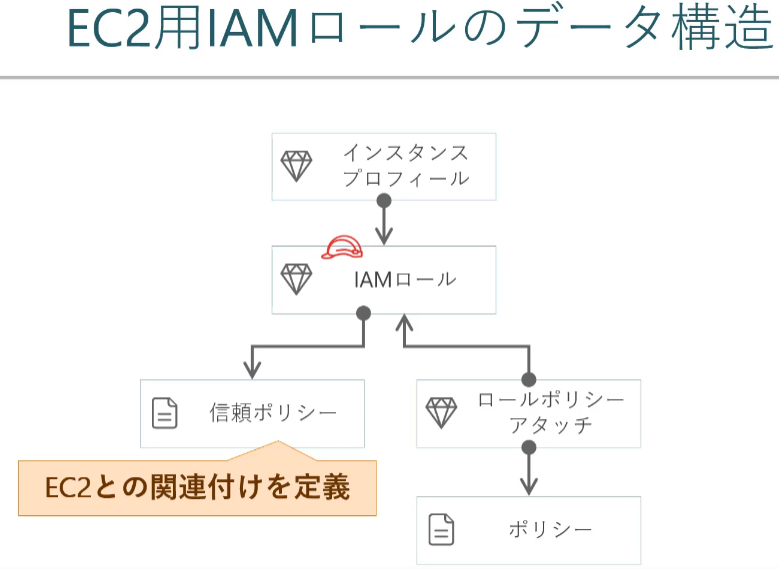 EC2用IAMロールのデータ構造
インスタンス
プロフィール
IAMロール
信頼ポリシー
ロールポリシー
アタッチ
EC2との関連付けを定義
ポリシー